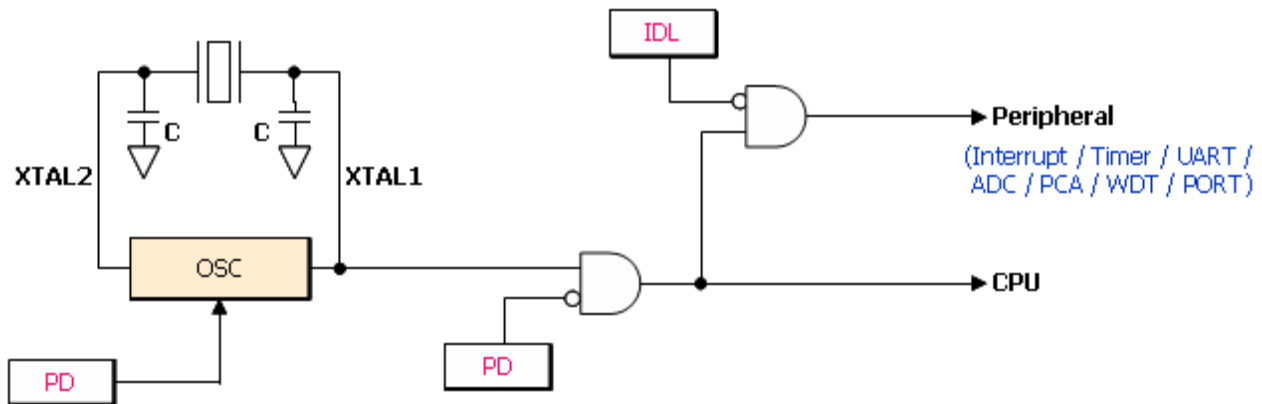 IDL
C
C
Peripheral
(Interrupt / Timer / UART /
ADC / PCA / WDT / PORT)
XTAL2
XTAL1
OSC
CPU
PD
PD